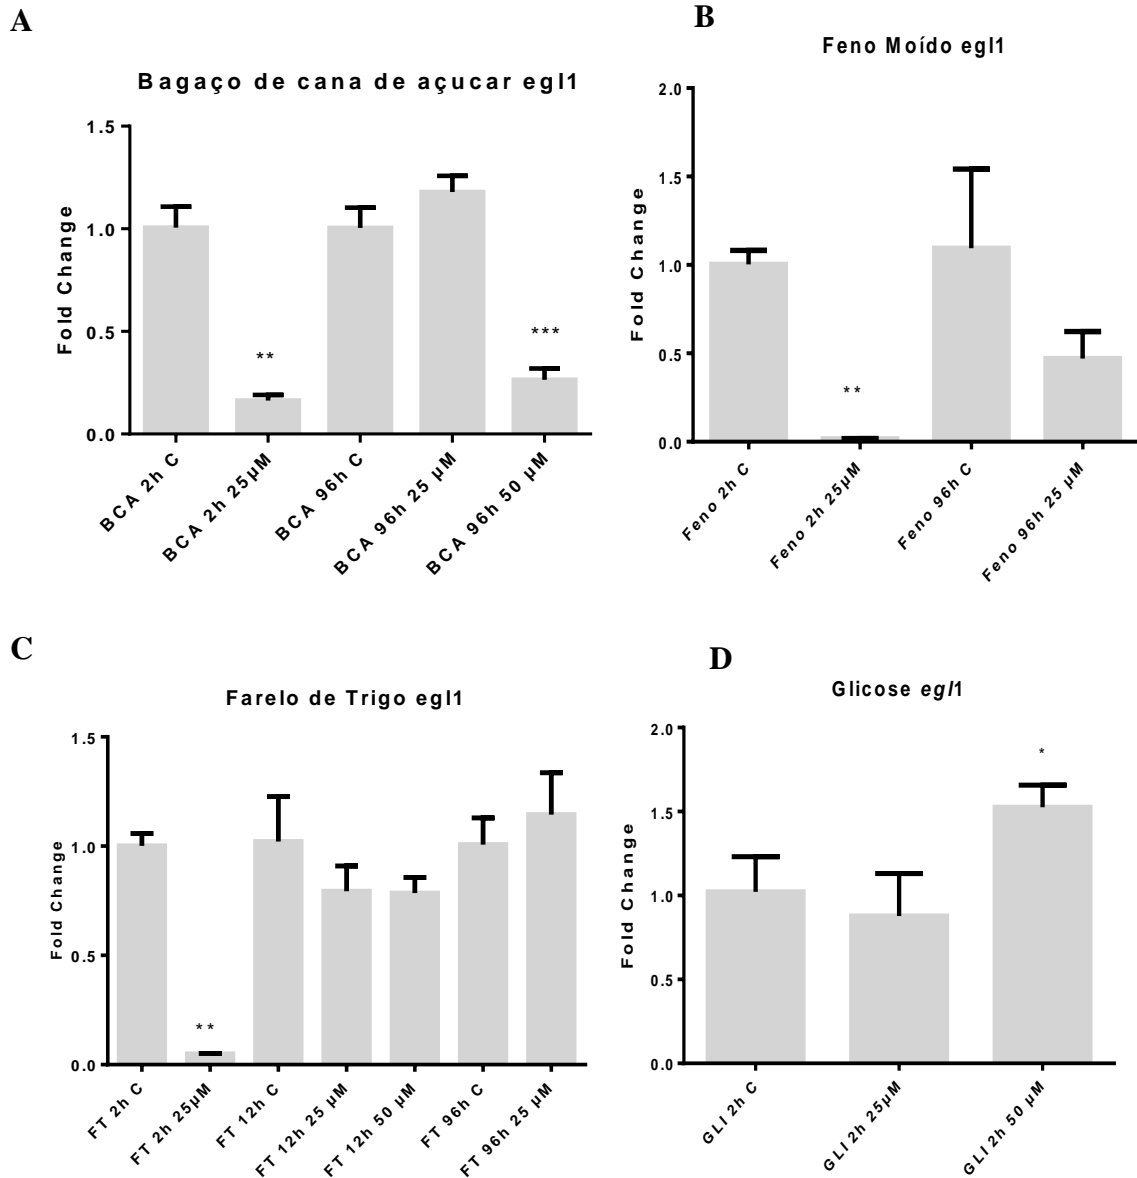 A
Bagaço de cana de açucar egl1
Fold Change
1.5
1.0
0.5
0.0
**
***
BCA 2h C
BCA 2h 25µM
BCA 96h C
BCA 96h 25 µM
BCA 96h 50 µM
B
Feno Moído egl1
Fold Change
2.0
1.5
1.0
0.5
0.0
**
Feno 2h C
Feno 2h 25µM
Feno 96h C
Feno 96h 25 µM
C
Farelo de Trigo egl1
Fold Change
1.5
1.0
0.5
0.0
**
FT 2h C
FT 2h 25µM
FT 12h C
FT 12h 25 µM
FT 12h 50 µM
FT 96h C
FT 96h 25 µM
D
Glicose egl1
Fold Change
2.0
1.5
1.0
0.5
0.0
*
GLI 2h C
GLI 2h 25µM
GLI 2h 50 µM